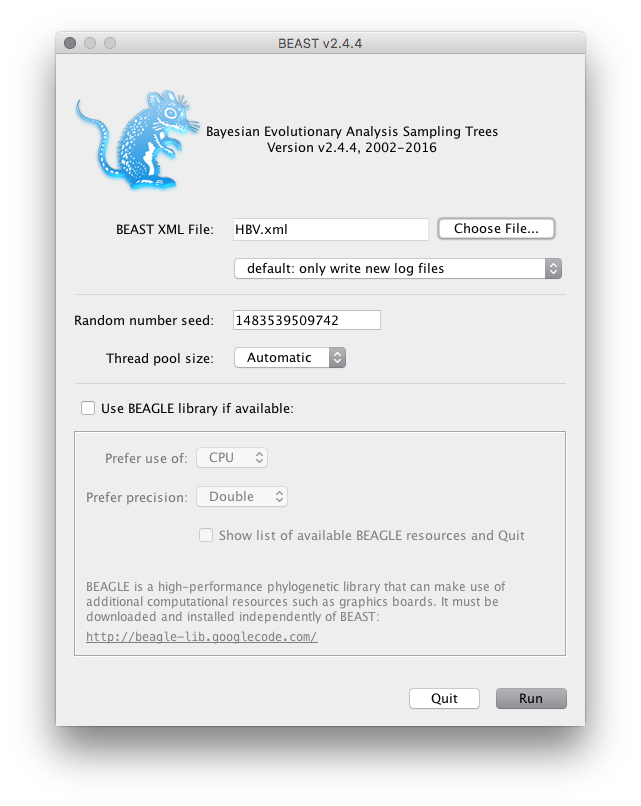 BEAST v2.4.4
Bayesian Evolutionary Analysis Sampling Trees
Version v2.4.4, 2002-2016
BEAST XML File: HBV.xml Choose File...
default: only write new log files
Random number seed: 1483539509742
Thread pool size: Automatic
Use BEAGLE library if available:
Prefer use of: CPU
Prefer precision: Double
Show list of available BEAGLE resources and Quit
BEAGLE is a high-performance phylogenetic library that can make use of
additional computational resources such as graphics boards. It must be
downloaded and installed independently of BEAST:
http://beagle-lib.googlecode.com/
Quit Run